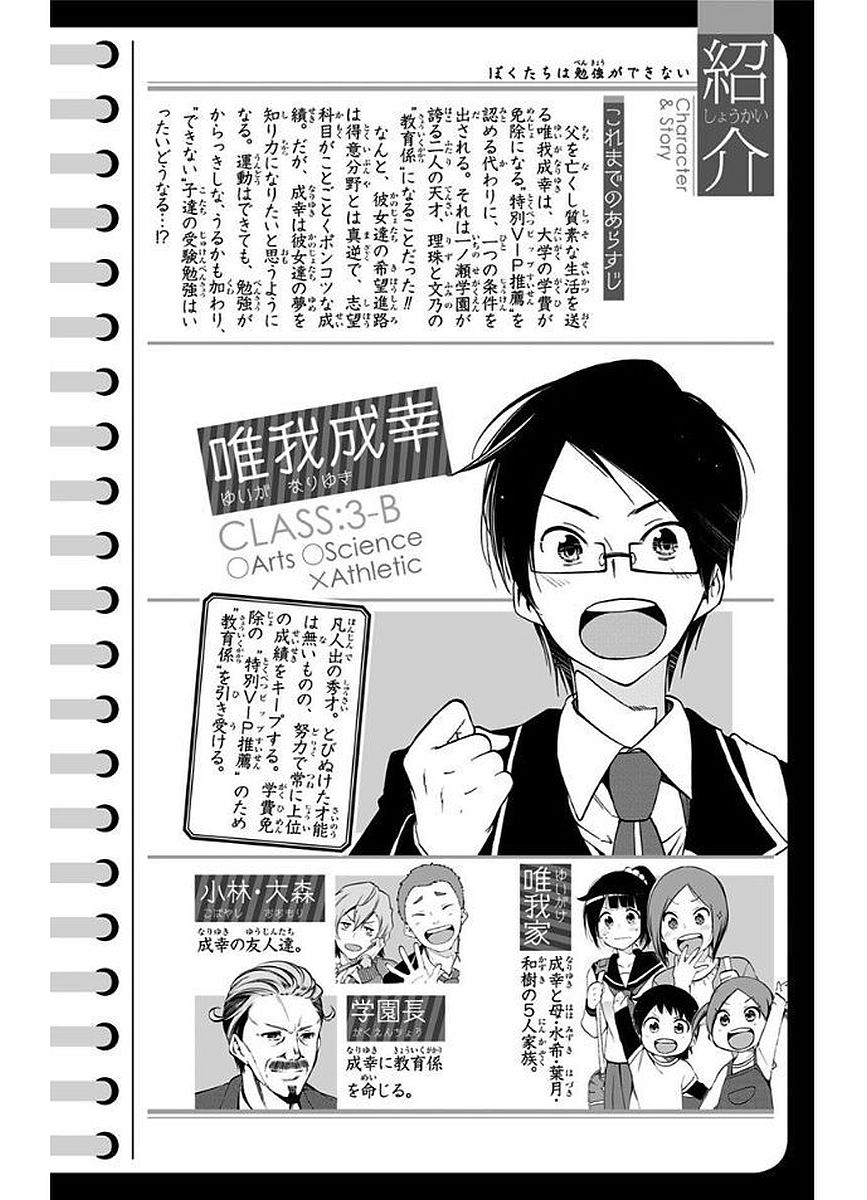 紹介
しょうかい
Character
& Story
ぼくたちは勉強ができない
これまでのあらすじ
父を亡くし質素な生活を送
る唯我成幸は、大学の学費が
免除になる“特別VIP推薦”を
認める代わりに、一つの条件を
出される。それは一ノ瀬学園が
誇る二人の天才、理珠と文乃の
“教育係”になることだった!!
なんと、彼女達の希望進路
は得意分野とは真逆で、志望
科目がことごとくポンコツな成
績。だが、成幸は彼女達の夢を
知り力になりたいと思うように
なる。運動はできても、勉強が
からっきしな、うるかも加わり、
“できない”子達の受験勉強はい
ったいどうなる…!?
唯我成幸
ゆいが なりゆき
CLASS:3-B
○Arts ○Science
×Athletic
凡人出の秀才。とびぬけた才能
は無いものの、努力で常に上位
の成績をキープする。学費免
除の“特別VIP推薦”のため
“教育係”を引き受ける。
唯我家
ゆいがけ
成幸と母・水希・葉月・
和樹の5人家族。
小林・大森
こばやし おおもり
成幸の友人達。
学園長
がくえんちょう
成幸に教育係
を命じる。